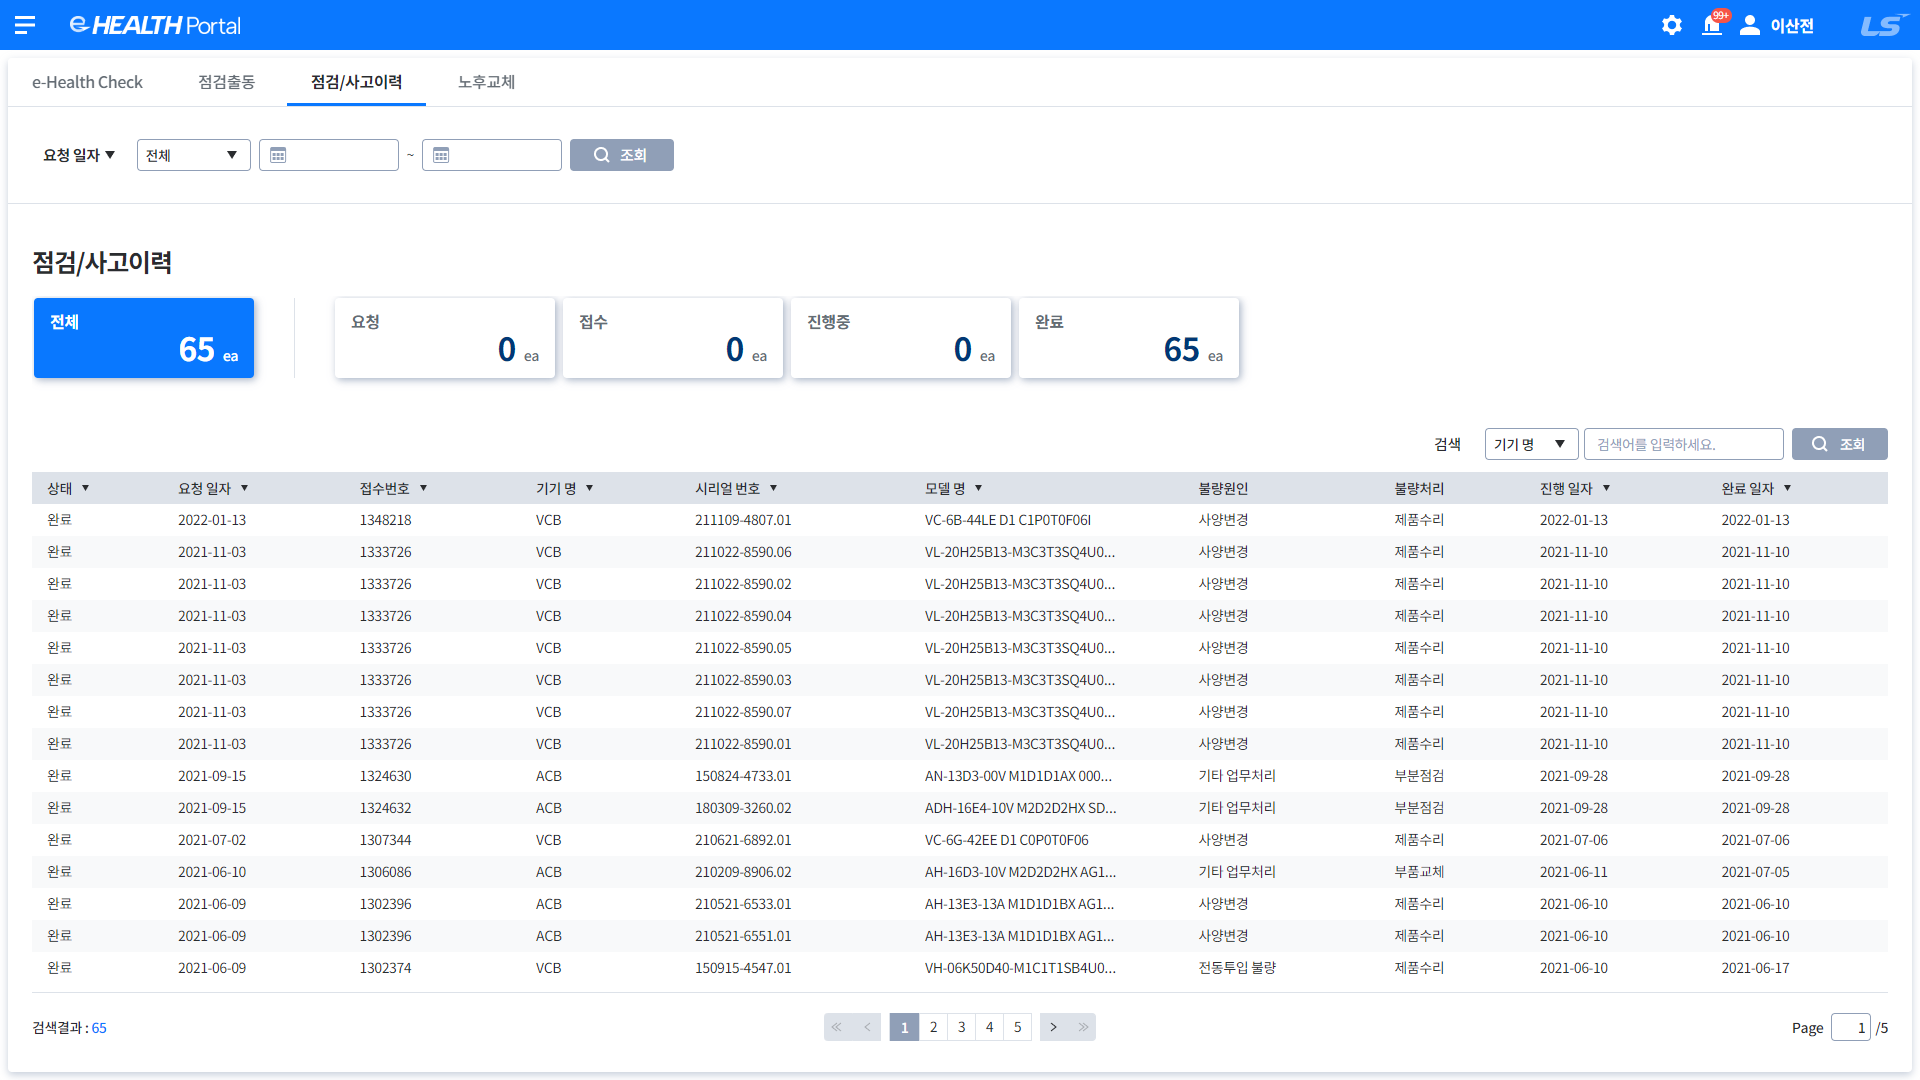 e-HEALTH Portal
99+
이산전
LS
e-Health Check 점검출동 점검/사고이력 노후교체
요청 일자 ▼ 전체 ▼ ~ 조회
점검/사고이력
전체 요청 접수 진행중 완료
65 ea 0 ea 0 ea 0 ea 65 ea
검색 기기 명 ▼ 검색어를 입력하세요. 조회
상태 ▼ 요청 일자 ▼ 접수번호 ▼ 기기 명 ▼ 시리얼 번호 ▼ 모델 명 ▼ 불량원인 불량처리 진행 일자 ▼ 완료 일자 ▼
완료 2022-01-13 1348218 VCB 211109-4807.01 VC-6B-44LE D1 C1P0T0F06I 사양변경 제품수리 2022-01-13 2022-01-13
완료 2021-11-03 1333726 VCB 211022-8590.06 VL-20H25B13-M3C3T3SQ4U0... 사양변경 제품수리 2021-11-10 2021-11-10
완료 2021-11-03 1333726 VCB 211022-8590.02 VL-20H25B13-M3C3T3SQ4U0... 사양변경 제품수리 2021-11-10 2021-11-10
완료 2021-11-03 1333726 VCB 211022-8590.04 VL-20H25B13-M3C3T3SQ4U0... 사양변경 제품수리 2021-11-10 2021-11-10
완료 2021-11-03 1333726 VCB 211022-8590.05 VL-20H25B13-M3C3T3SQ4U0... 사양변경 제품수리 2021-11-10 2021-11-10
완료 2021-11-03 1333726 VCB 211022-8590.03 VL-20H25B13-M3C3T3SQ4U0... 사양변경 제품수리 2021-11-10 2021-11-10
완료 2021-11-03 1333726 VCB 211022-8590.07 VL-20H25B13-M3C3T3SQ4U0... 사양변경 제품수리 2021-11-10 2021-11-10
완료 2021-11-03 1333726 VCB 211022-8590.01 VL-20H25B13-M3C3T3SQ4U0... 사양변경 제품수리 2021-11-10 2021-11-10
완료 2021-09-15 1324630 ACB 150824-4733.01 AN-13D3-00V M1D1D1AX 000... 기타 업무처리 부분점검 2021-09-28 2021-09-28
완료 2021-09-15 1324632 ACB 180309-3260.02 ADH-16E4-10V M2D2D2HX SD... 기타 업무처리 부분점검 2021-09-28 2021-09-28
완료 2021-07-02 1307344 VCB 210621-6892.01 VC-6G-42EE D1 C0P0T0F06 사양변경 제품수리 2021-07-06 2021-07-06
완료 2021-06-10 1306086 ACB 210209-8906.02 AH-16D3-10V M2D2D2HX AG1... 기타 업무처리 부품교체 2021-06-11 2021-07-05
완료 2021-06-09 1302396 ACB 210521-6533.01 AH-13E3-13A M1D1D1BX AG1... 사양변경 제품수리 2021-06-10 2021-06-10
완료 2021-06-09 1302396 ACB 210521-6551.01 AH-13E3-13A M1D1D1BX AG1... 사양변경 제품수리 2021-06-10 2021-06-10
완료 2021-06-09 1302374 VCB 150915-4547.01 VH-06K50D40-M1C1T1SB4U0... 전동투입 불량 제품수리 2021-06-10 2021-06-17
검색결과 : 65 « < 1 2 3 4 5 > » Page 1 /5